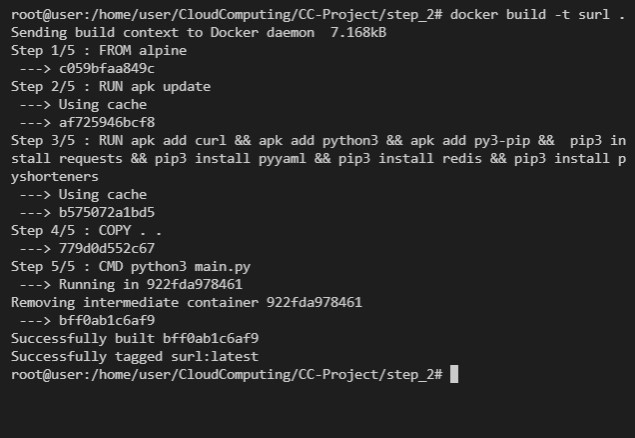 root@user:/home/user/CloudComputing/CC-Project/step_2# docker build -t surl .
Sending build context to Docker daemon  7.168kB
Step 1/5 : FROM alpine
 ---> c059bfaa849c
Step 2/5 : RUN apk update
 ---> Using cache
 ---> af725946bcf8
Step 3/5 : RUN apk add curl && apk add python3 && apk add py3-pip &&  pip3 in
stall requests && pip3 install pyyaml && pip3 install redis && pip3 install p
yshorteners
 ---> Using cache
 ---> b575072a1bd5
Step 4/5 : COPY . .
 ---> 779d0d552c67
Step 5/5 : CMD python3 main.py
 ---> Running in 922fda978461
Removing intermediate container 922fda978461
 ---> bff0ab1c6af9
Successfully built bff0ab1c6af9
Successfully tagged surl:latest
root@user:/home/user/CloudComputing/CC-Project/step_2#